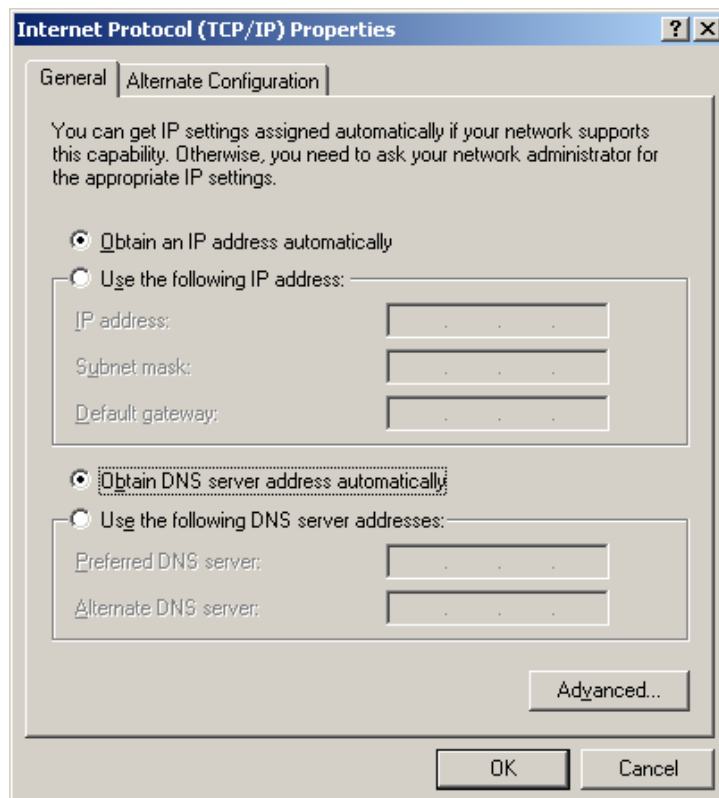 Internet Protocol (TCP/IP) Properties
General
Alternate Configuration
You can get IP settings assigned automatically if your network supports
this capability. Otherwise, you need to ask your network administrator for
the appropriate IP settings.
Obtain an IP address automatically
Use the following IP address:
IP address:
Subnet mask:
Default gateway:
Obtain DNS server address automatically
Use the following DNS server addresses:
Preferred DNS server:
Alternate DNS server:
Advanced...
OK
Cancel